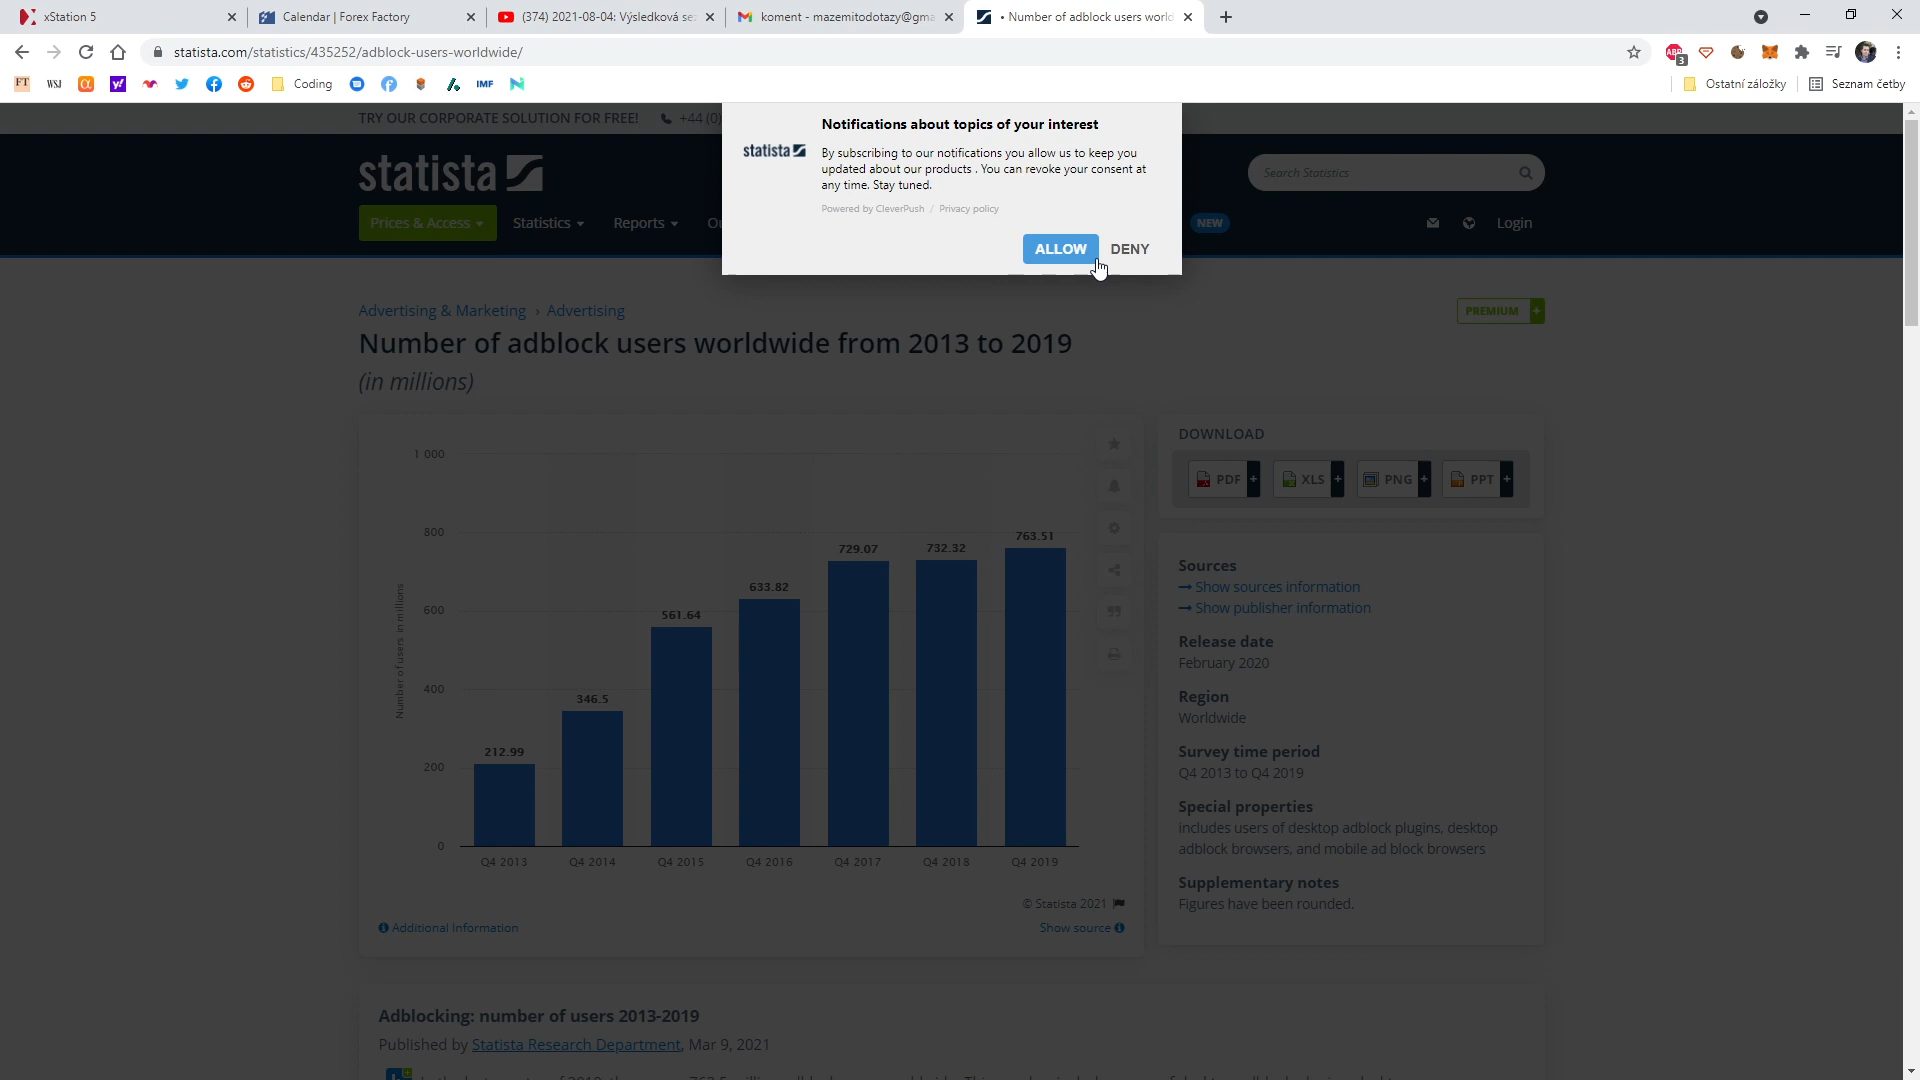 xStation 5
Calendar | Forex Factory
(374) 2021-08-04: Výsledková se
koment - mazemitodotazy@gma
• Number of adblock users world
statista.com/statistics/435252/adblock-users-worldwide/
ABP
3
FT
WSJ
Coding
IMF
Ostatní záložky
Seznam četby
TRY OUR CORPORATE SOLUTION FOR FREE!
+44 (0)
statista
Prices & Access
Statistics
Reports
NEW
Search Statistics
Login
Notifications about topics of your interest
statista
By subscribing to our notifications you allow us to keep you
updated about our products . You can revoke your consent at
any time. Stay tuned.
Powered by CleverPush / Privacy policy
ALLOW
DENY
Advertising & Marketing › Advertising
PREMIUM +
Number of adblock users worldwide from 2013 to 2019
(in millions)
Number of users in millions
1 000
800
600
400
200
0
212.99
346.5
561.64
633.82
729.07
732.32
763.51
Q4 2013
Q4 2014
Q4 2015
Q4 2016
Q4 2017
Q4 2018
Q4 2019
© Statista 2021
Additional Information
Show source
DOWNLOAD
PDF +
XLS +
PNG +
PPT +
Sources
→ Show sources information
→ Show publisher information
Release date
February 2020
Region
Worldwide
Survey time period
Q4 2013 to Q4 2019
Special properties
includes users of desktop adblock plugins, desktop
adblock browsers, and mobile ad block browsers
Supplementary notes
Figures have been rounded.
Adblocking: number of users 2013-2019
Published by Statista Research Department, Mar 9, 2021